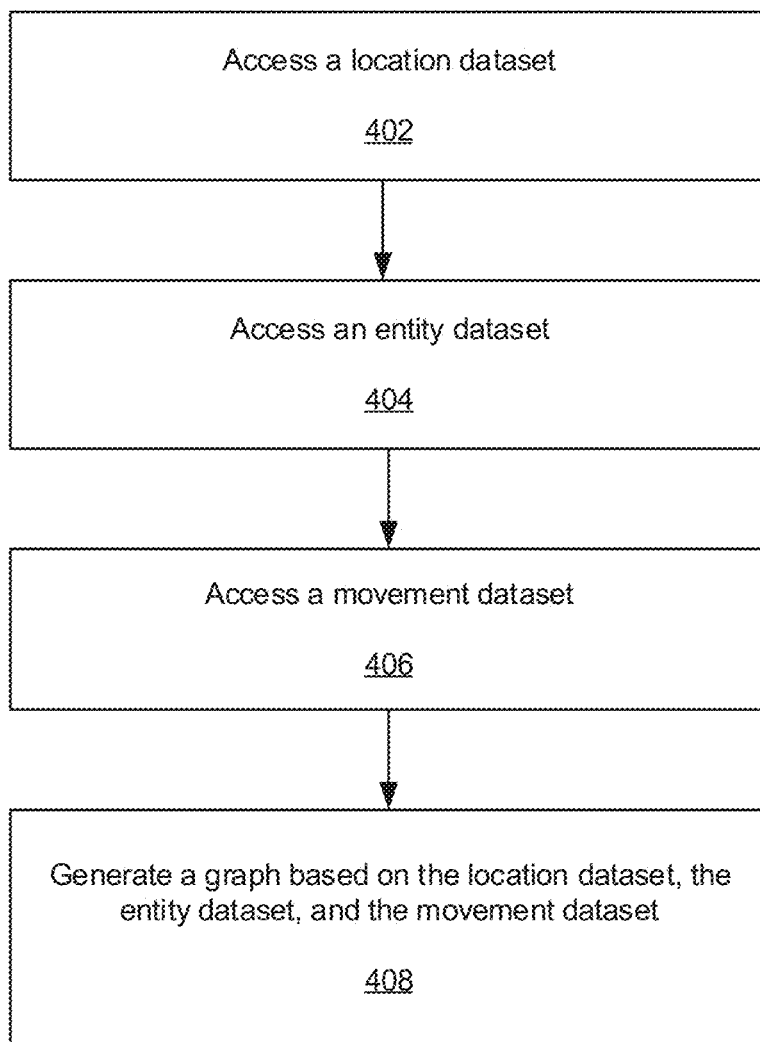 Access a location dataset
402
Access an entity dataset
404
Access a movement dataset
406
Generate a graph based on the location dataset, the
entity dataset, and the movement dataset
408